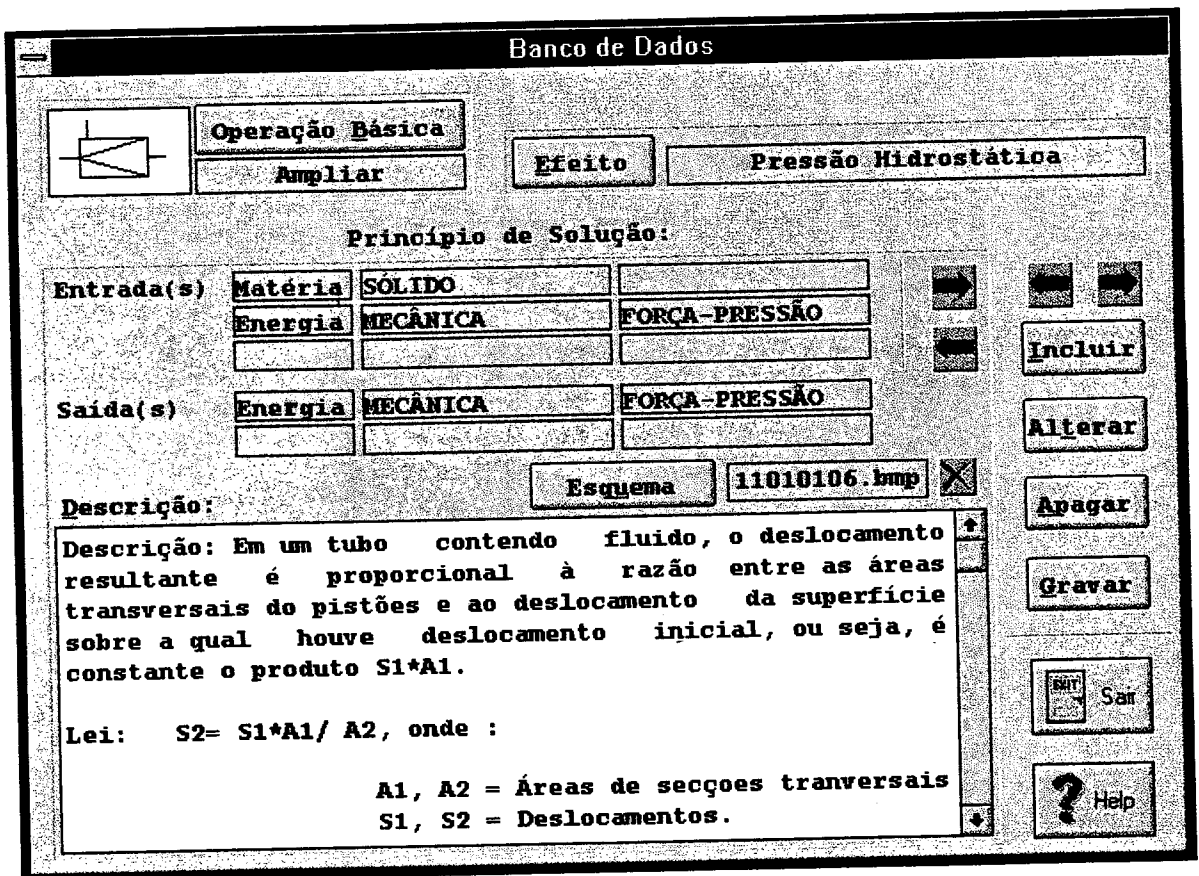 Banco de Dados
Operação Básica
Ampliar
Efeito
Pressão Hidrostática
Princípio de Solução:
Entrada(s) Matéria SÓLIDO
Energia MECÂNICA FORÇA-PRESSÃO
Incluir
Saída(s) Energia MECÂNICA FORÇA-PRESSÃO
Alterar
Esquema 11010106.bmp
Apagar
Descrição:
Descrição: Em um tubo contendo fluido, o deslocamento
resultante é proporcional à razão entre as áreas
transversais do pistões e ao deslocamento da superfície
sobre a qual houve deslocamento inicial, ou seja, é
constante o produto S1*A1.
Gravar
Lei: S2= S1*A1/ A2, onde :
A1, A2 = Áreas de secçoes tranversais
S1, S2 = Deslocamentos.
EXIT
? Help